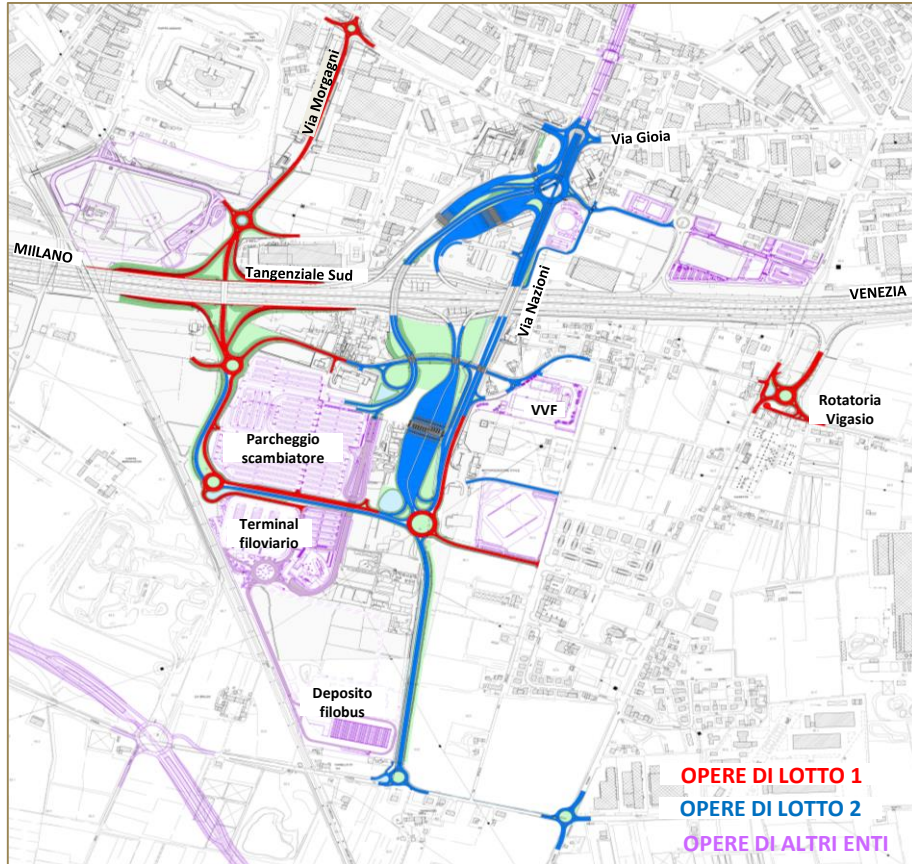 Via Morgagni
Via Gioia
MIILANO
Tangenziale Sud
Via Nazioni
VENEZIA
VVF
Rotatoria
Vigasio
Parcheggio
scambiatore
Terminal
filoviario
Deposito
filobus
OPERE DI LOTTO 1
OPERE DI LOTTO 2
OPERE DI ALTRI ENTI